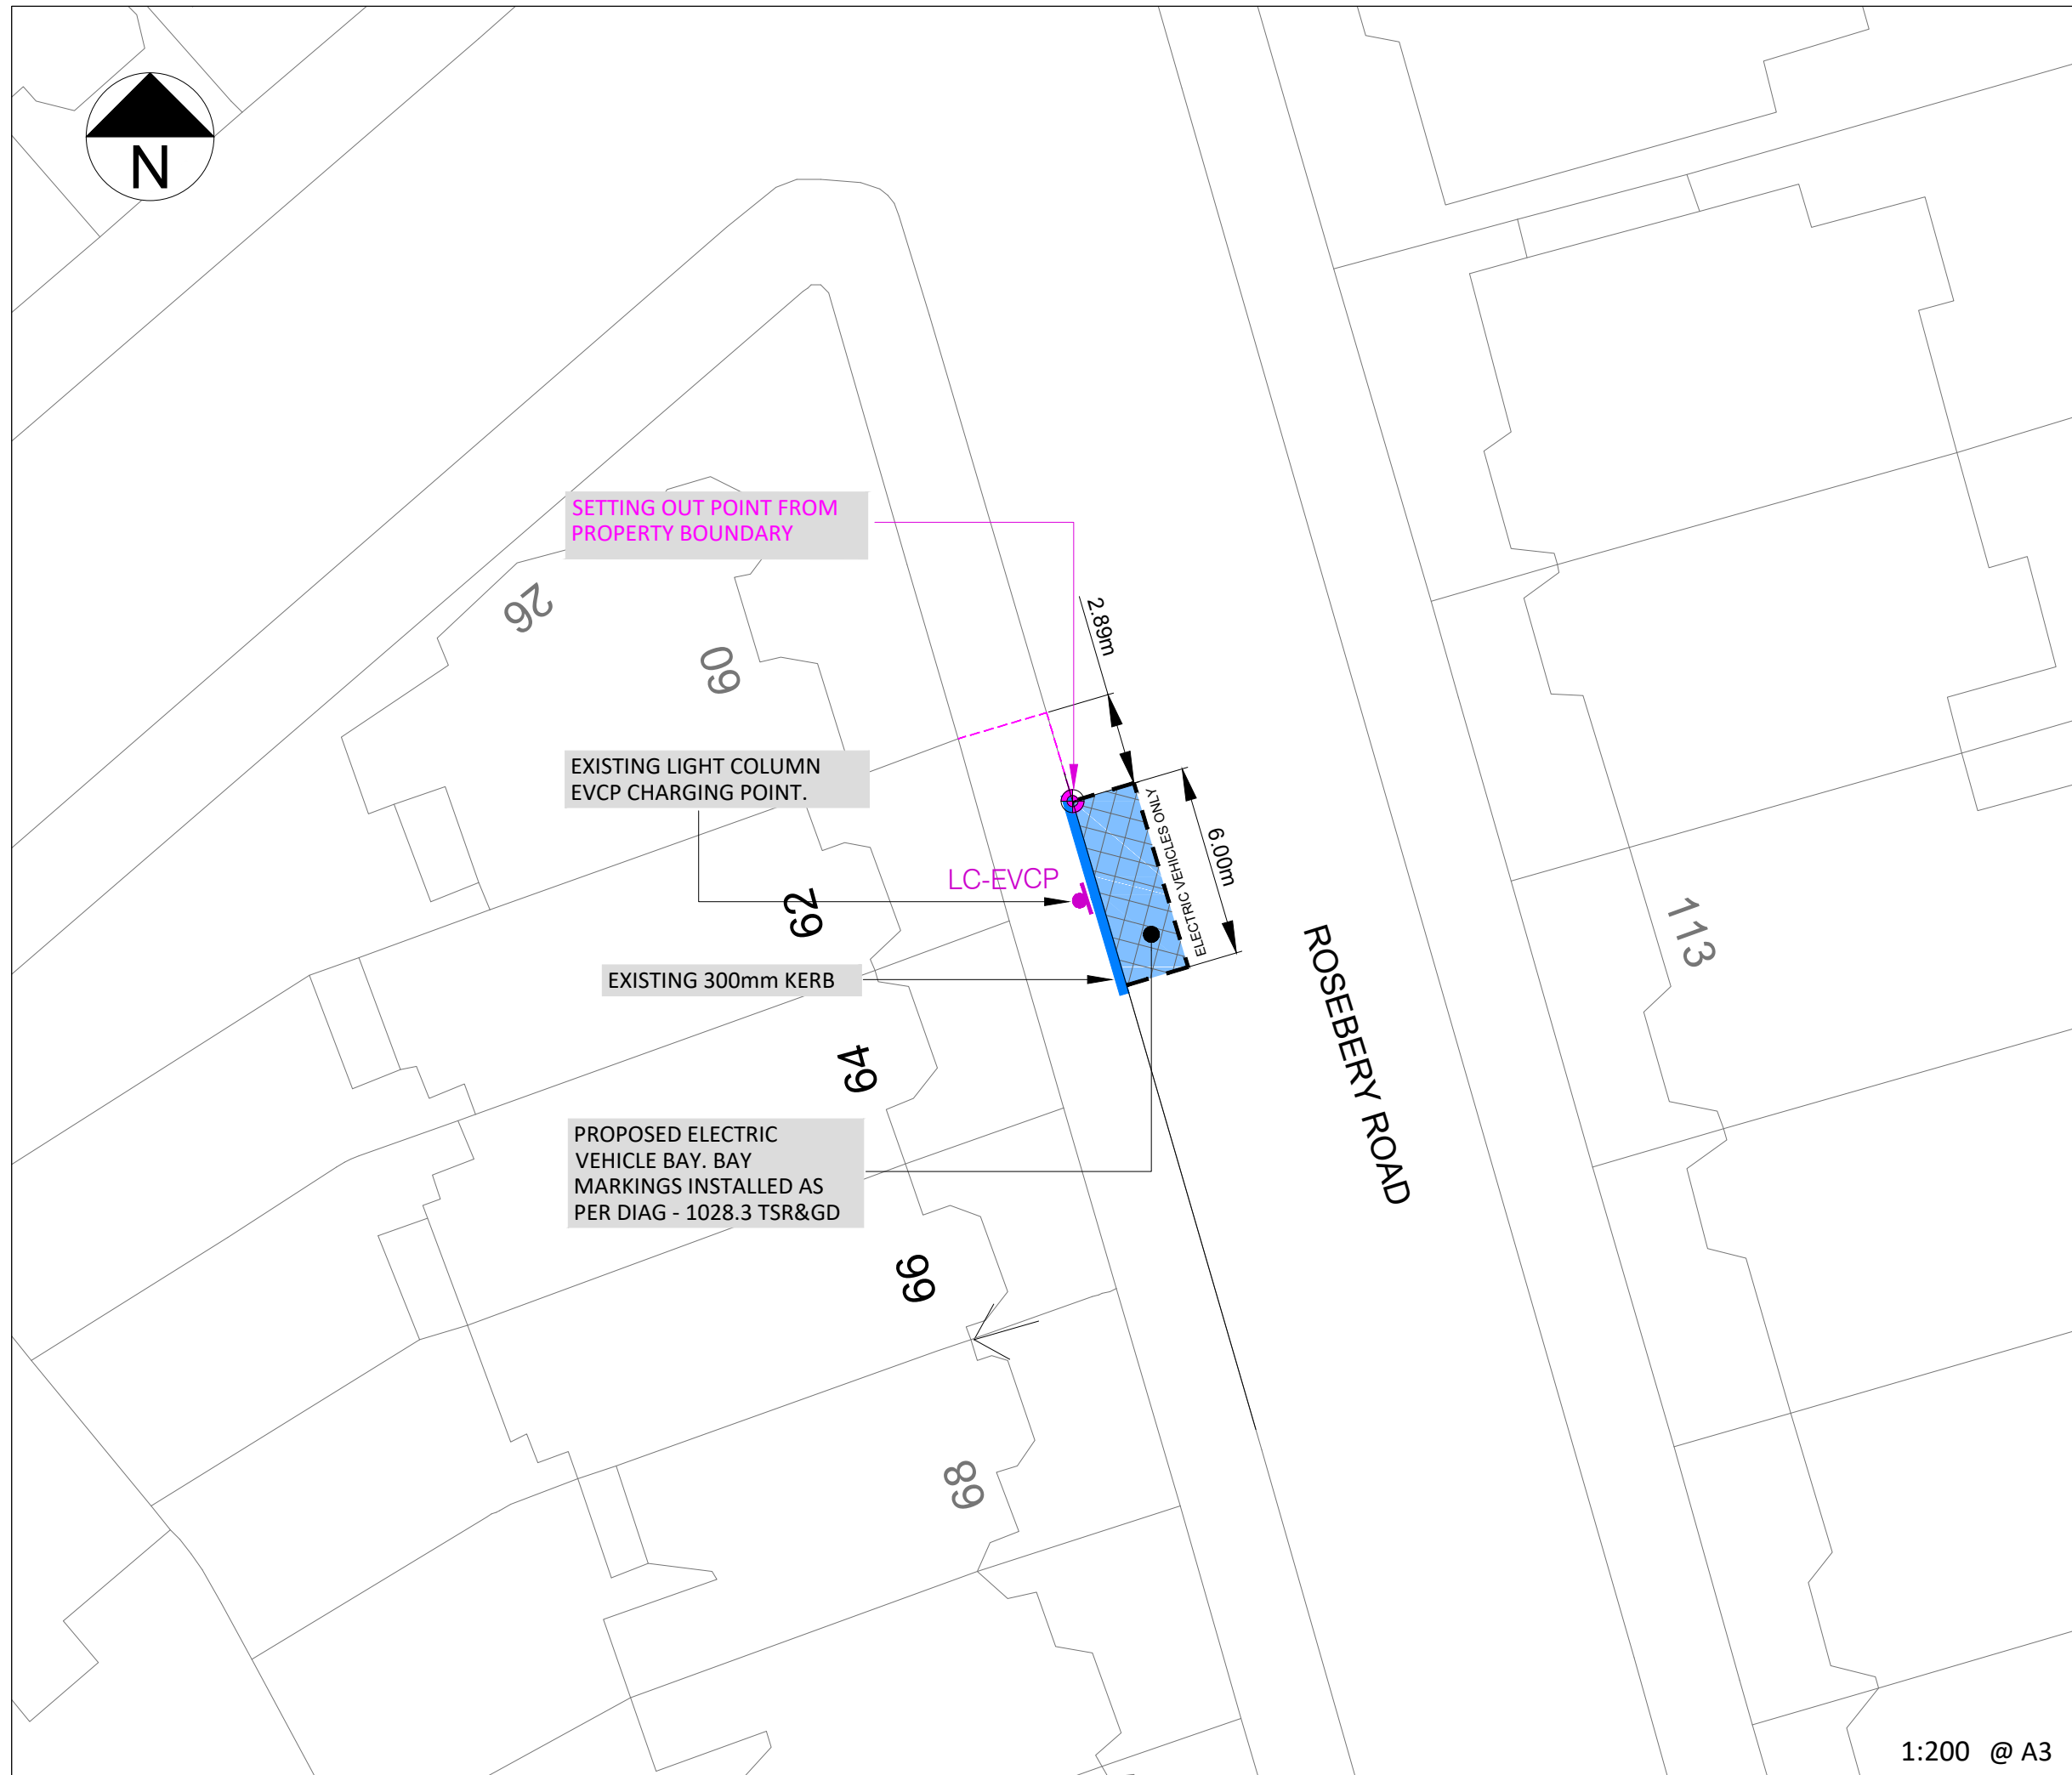 N
SETTING OUT POINT FROM
PROPERTY BOUNDARY
26
60
2.89m
EXISTING LIGHT COLUMN
EVCP CHARGING POINT.
ELECTRIC VEHICLES ONLY
6.00m
LC-EVCP
62
113
EXISTING 300mm KERB
ROSEBERY ROAD
64
PROPOSED ELECTRIC
VEHICLE BAY. BAY
MARKINGS INSTALLED AS
PER DIAG - 1028.3 TSR&GD
66
68
1:200 @ A3